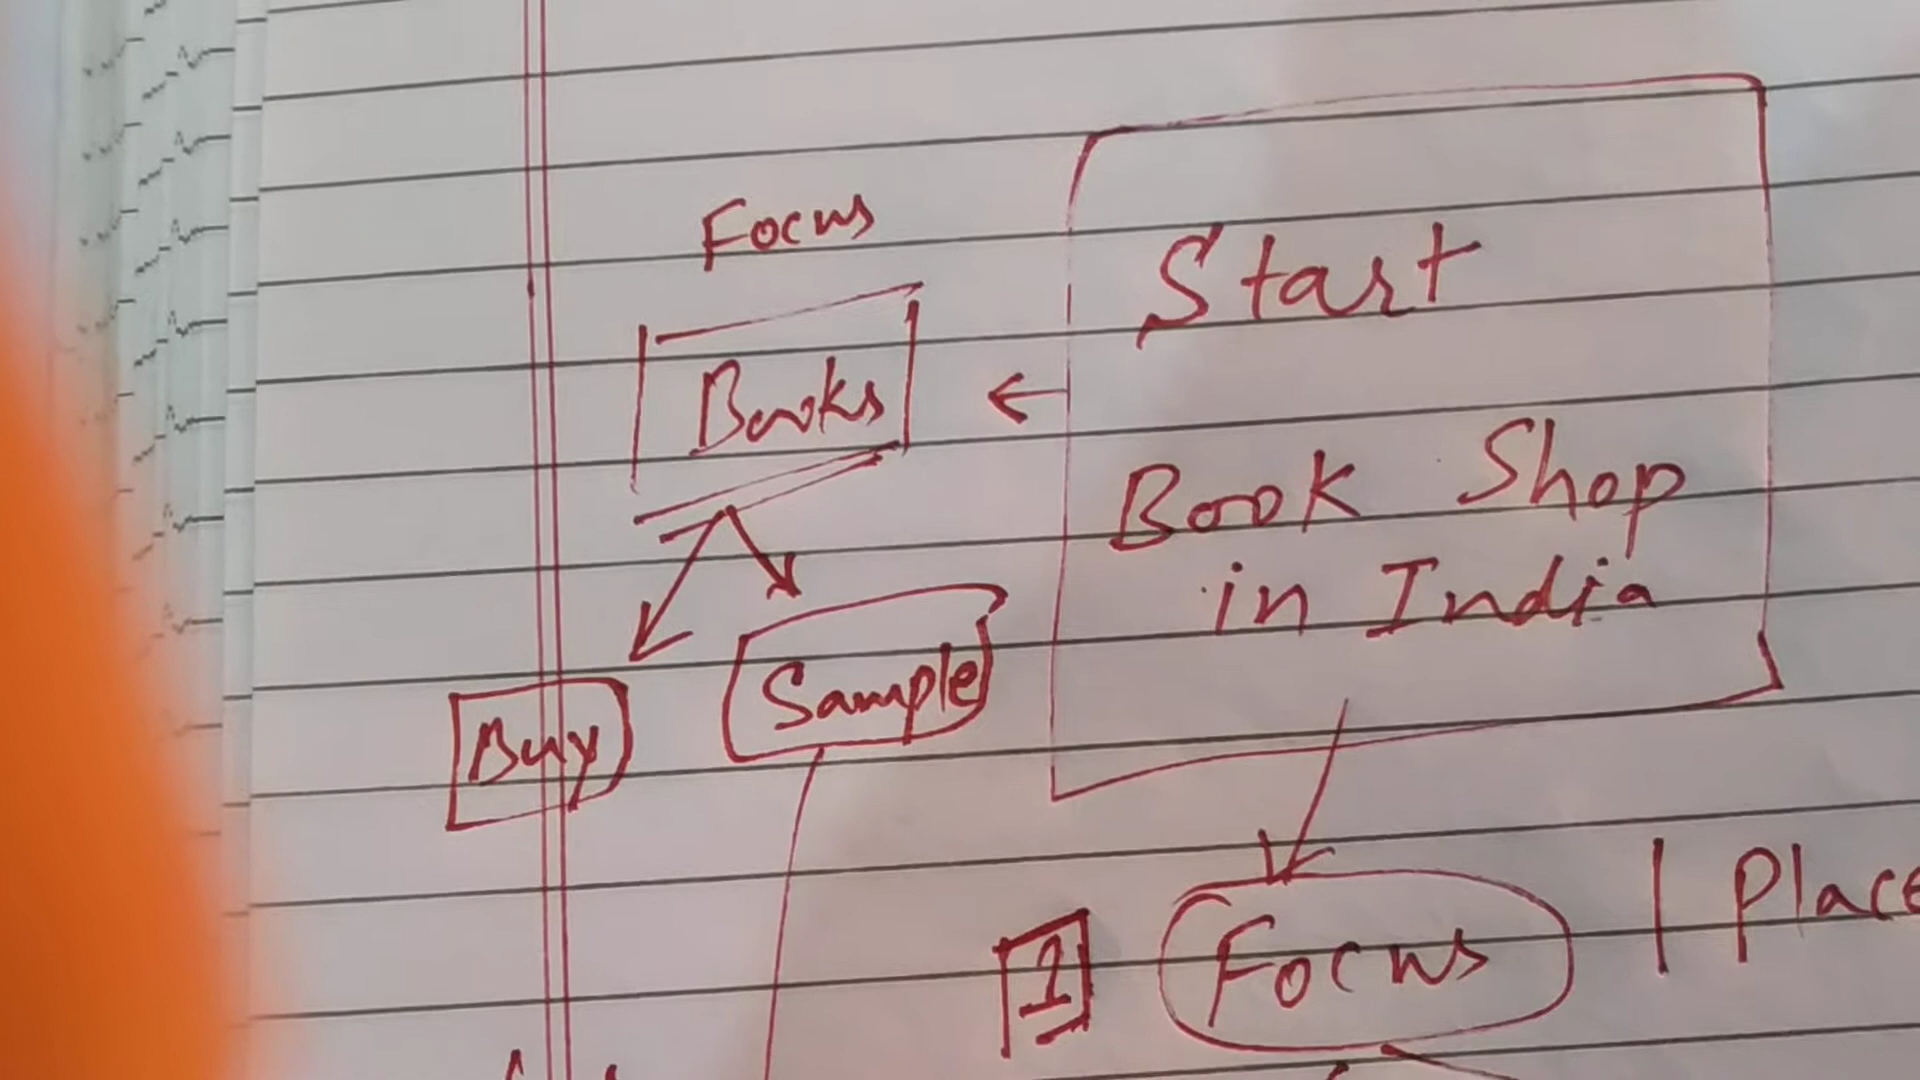 Focus
Books
Buy
Sample
Start
Book Shop
in India
1
Focus
Place